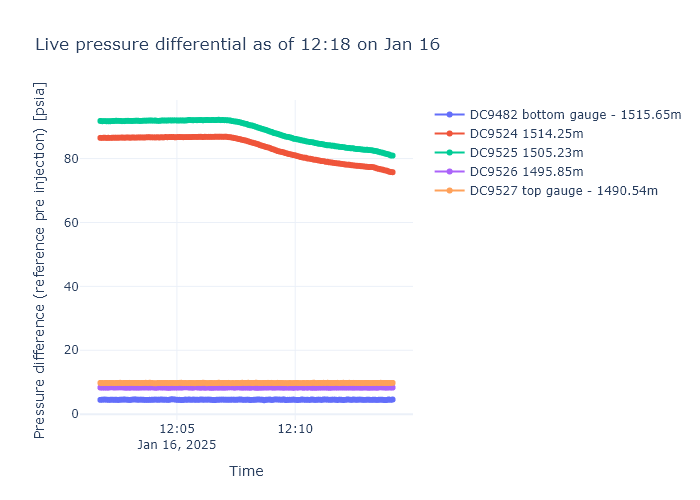 Live pressure differential as of 12:18 on Jan 16
Pressure difference (reference pre injection) [psia]
80
60
40
20
0
12:05
Jan 16, 2025
12:10
Time
DC9482 bottom gauge - 1515.65m
DC9524 1514.25m
DC9525 1505.23m
DC9526 1495.85m
DC9527 top gauge - 1490.54m